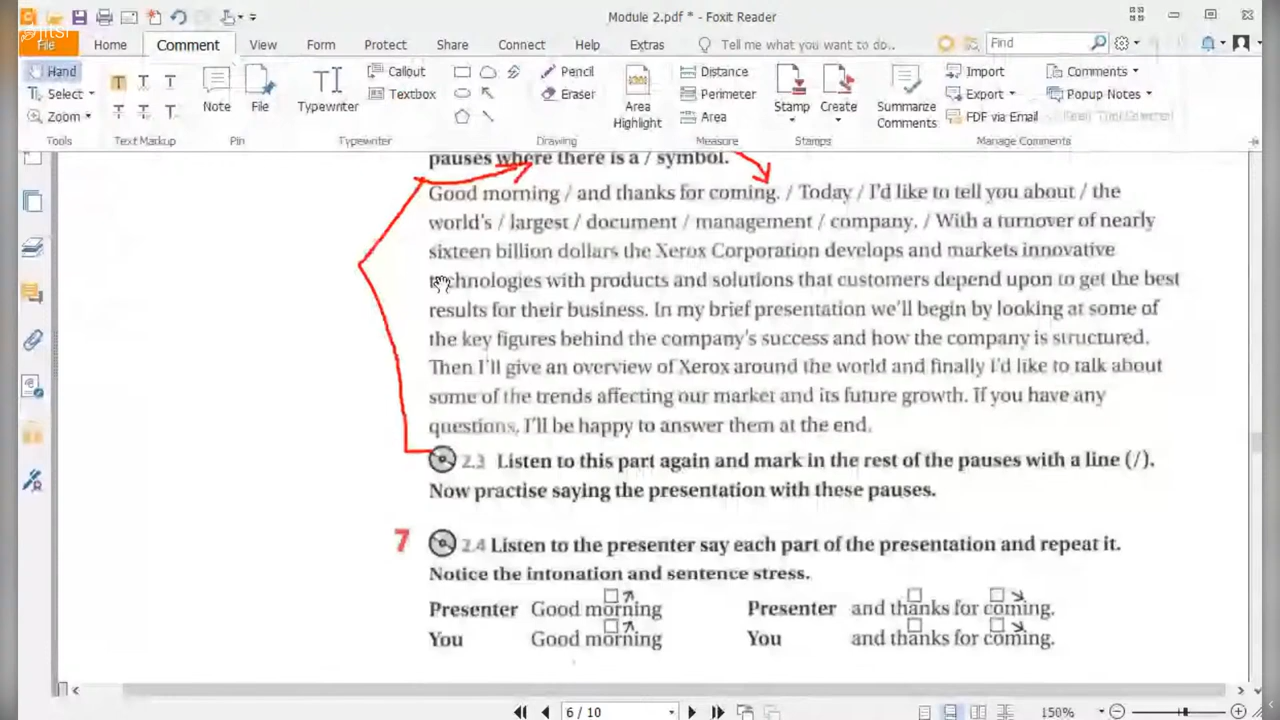 Module 2.pdf * - Foxit Reader
Jitsi
File Home Comment View Form Protect Share Connect Help Extras Tell me what you want to do.. Find
Hand
Select
Zoom
Tools
Text Markup
Note
File
Pin
Typewriter
Callout
Textbox
Typewriter
Pencil
Eraser
Area Highlight
Drawing
Distance
Perimeter
Area
Measure
Stamp
Create
Stamps
Summarize Comments
Import
Export
FDF via Email
Comments
Popup Notes
Manage Comments
pauses where there is a / symbol.
Good morning / and thanks for coming. / Today / I'd like to tell you about / the
world's / largest / document / management / company. / With a turnover of nearly
sixteen billion dollars the Xerox Corporation develops and markets innovative
technologies with products and solutions that customers depend upon to get the best
results for their business. In my brief presentation we'll begin by looking at some of
the key figures behind the company's success and how the company is structured.
Then I'll give an overview of Xerox around the world and finally I'd like to talk about
some of the trends affecting our market and its future growth. If you have any
questions, I'll be happy to answer them at the end.
2.3 Listen to this part again and mark in the rest of the pauses with a line (/).
Now practise saying the presentation with these pauses.
7 2.4 Listen to the presenter say each part of the presentation and repeat it.
Notice the intonation and sentence stress.
Presenter Good morning Presenter and thanks for coming.
You Good morning You and thanks for coming.
6 / 10 150%